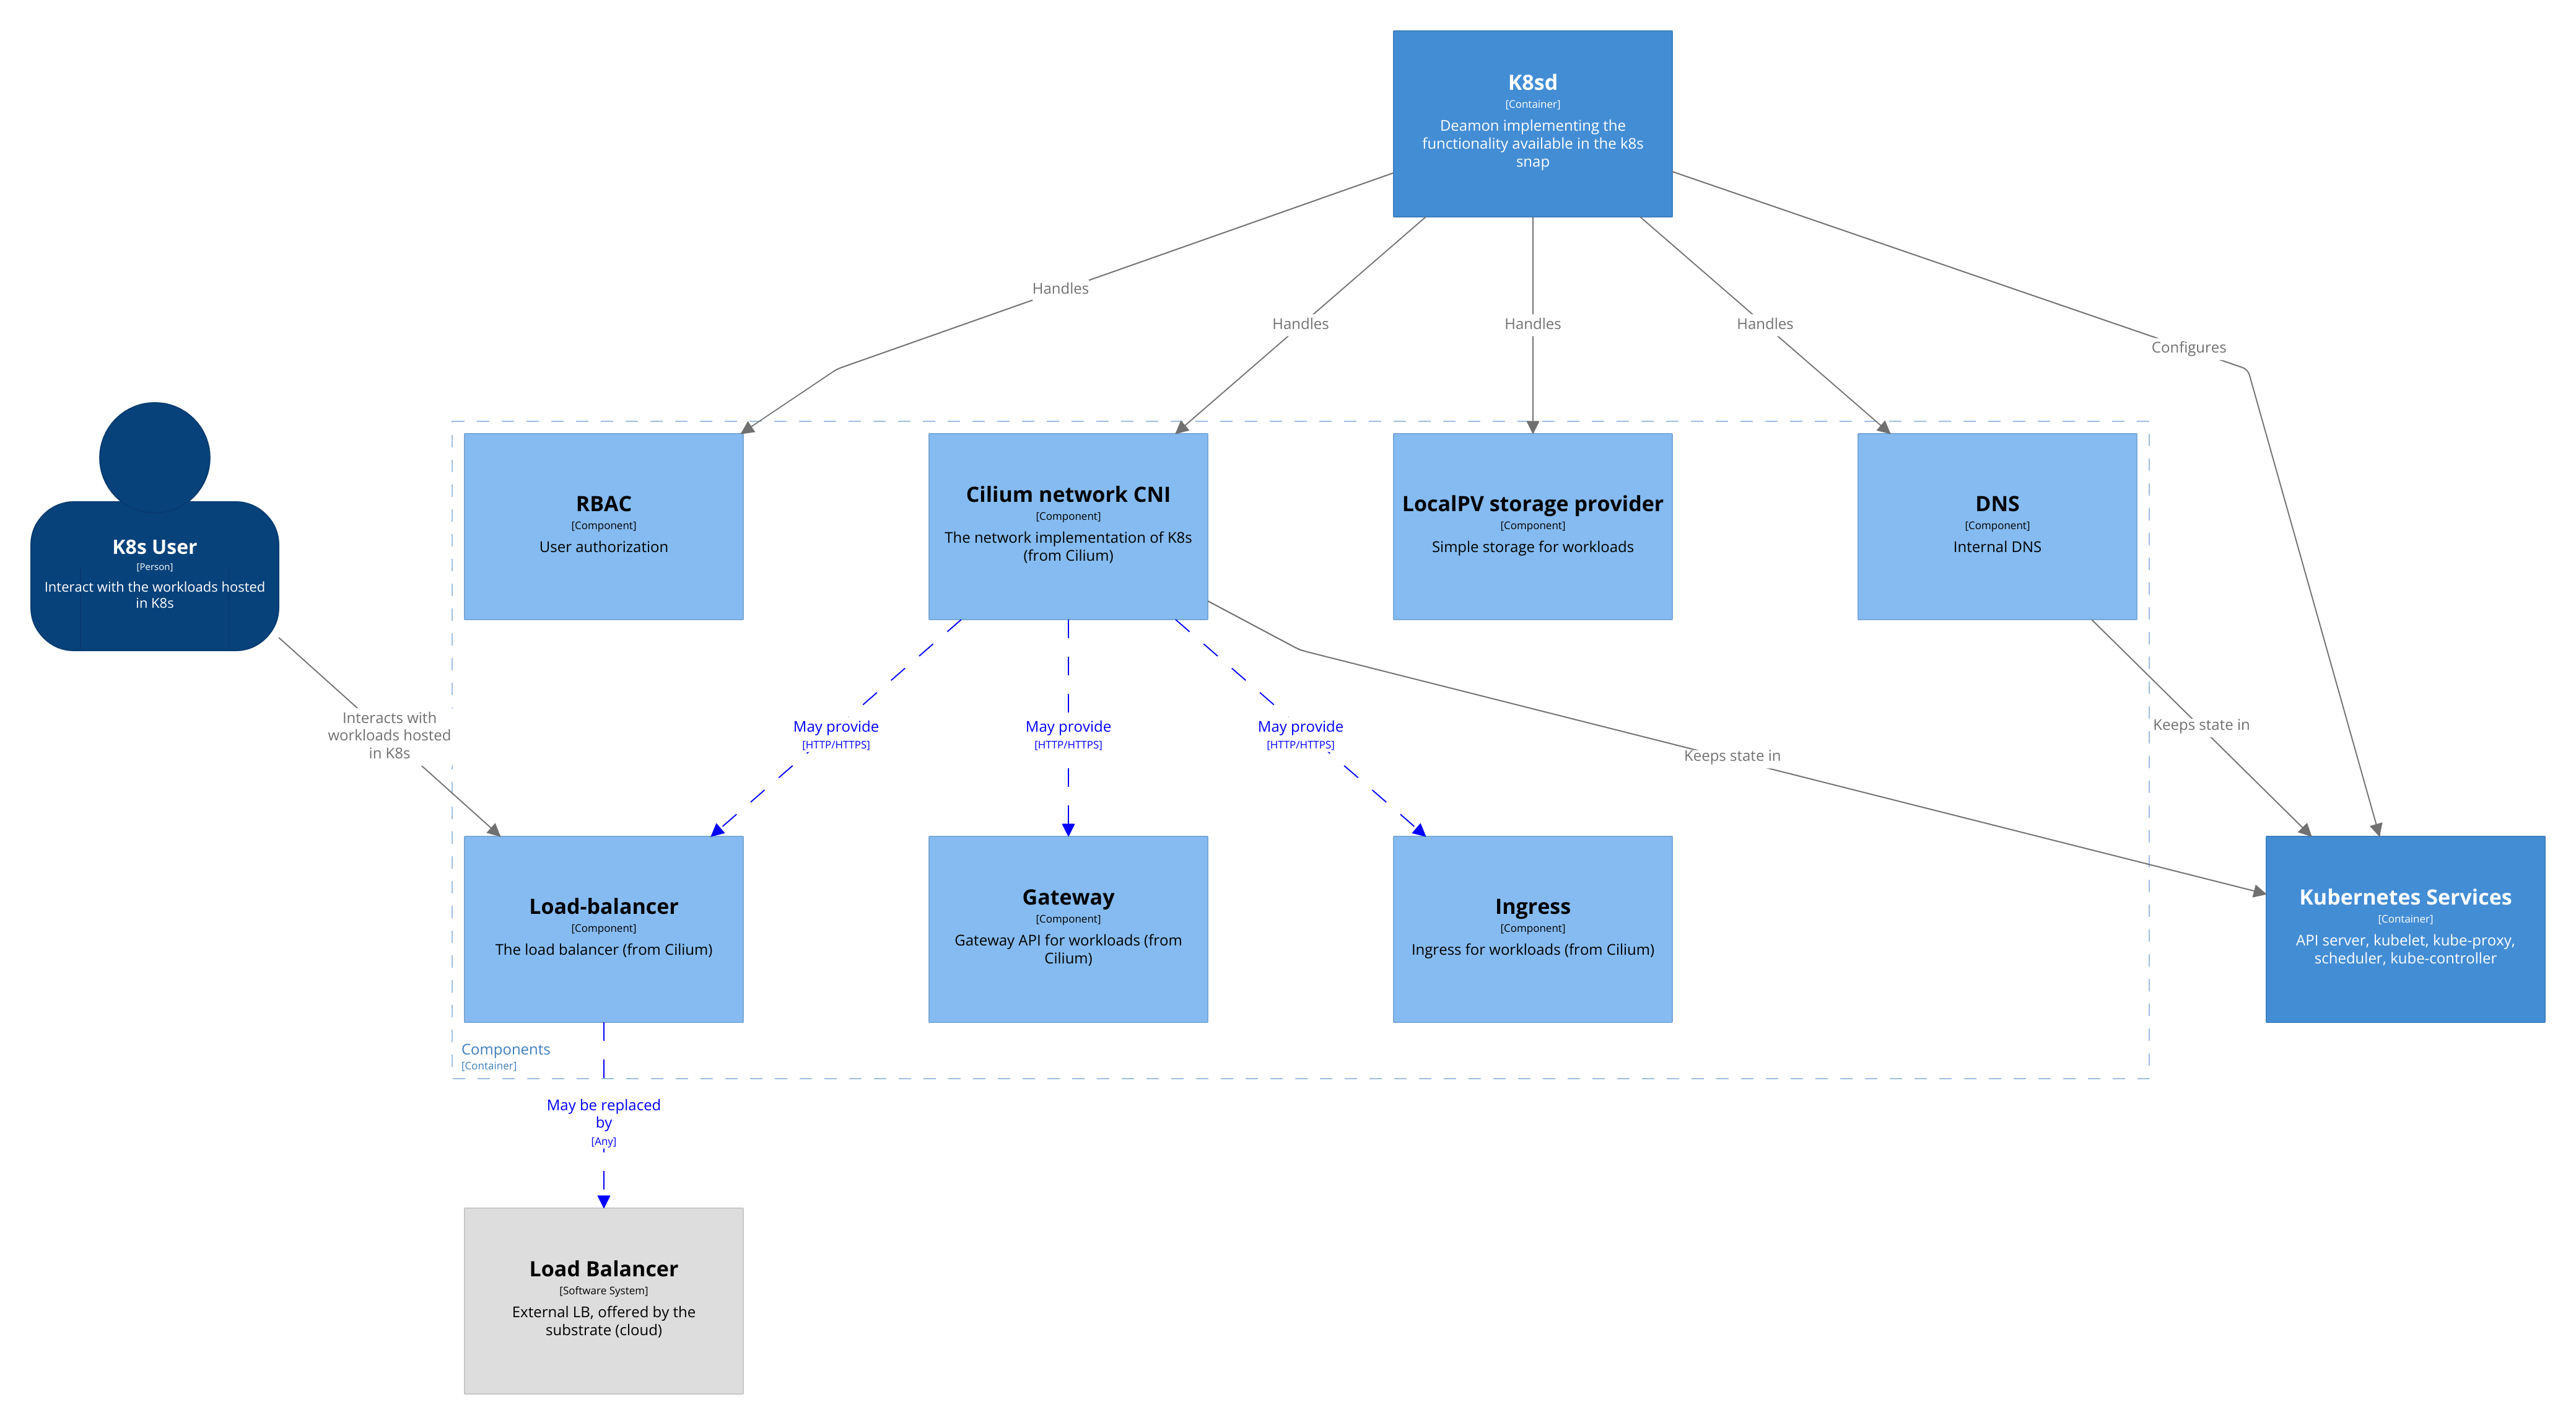 K8sd
[Container]
Deamon implementing the
functionality available in the k8s
snap
Handles
Handles
Handles
Handles
Configures
K8s User
[Person]
Interact with the workloads hosted
in K8s
RBAC
[Component]
User authorization
Cilium network CNI
[Component]
The network implementation of K8s
(from Cilium)
LocalPV storage provider
[Component]
Simple storage for workloads
DNS
[Component]
Internal DNS
Interacts with
workloads hosted
in K8s
May provide
[HTTP/HTTPS]
May provide
[HTTP/HTTPS]
May provide
[HTTP/HTTPS]
Keeps state in
Keeps state in
Load-balancer
[Component]
The load balancer (from Cilium)
Gateway
[Component]
Gateway API for workloads (from
Cilium)
Ingress
[Component]
Ingress for workloads (from Cilium)
Kubernetes Services
[Container]
API server, kubelet, kube-proxy,
scheduler, kube-controller
Components
[Container]
May be replaced
by
[Any]
Load Balancer
[Software System]
External LB, offered by the
substrate (cloud)